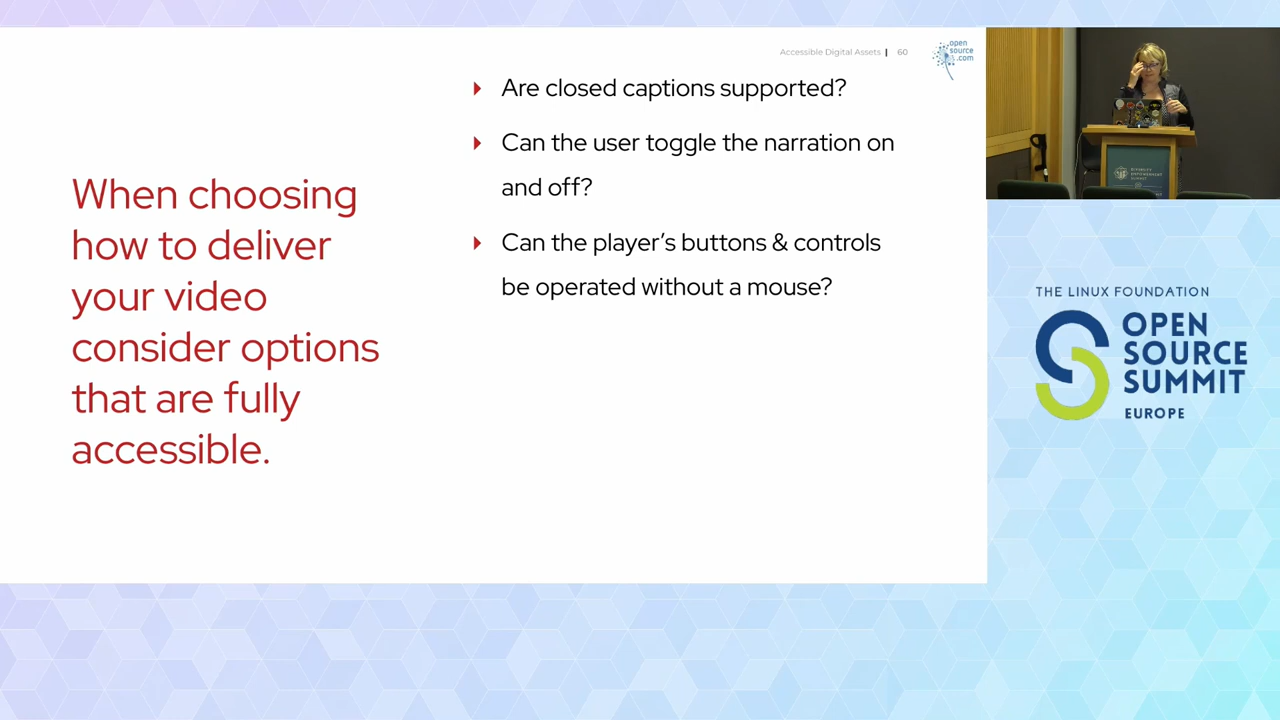 Accessible Digital Assets | 60
open
source
.com
When choosing
how to deliver
your video
consider options
that are fully
accessible.
Are closed captions supported?
Can the user toggle the narration on
and off?
Can the player’s buttons & controls
be operated without a mouse?
THE LINUX FOUNDATION
OPEN
SOURCE
SUMMIT
EUROPE